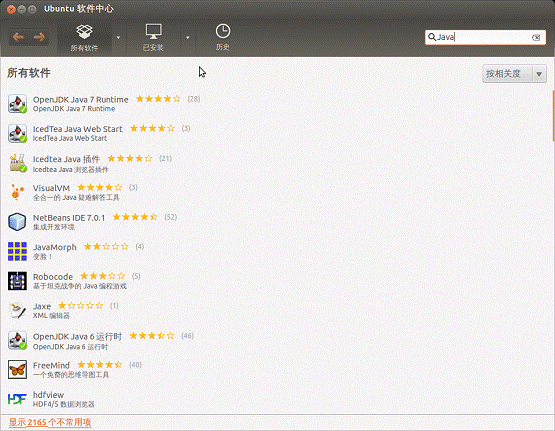 Ubuntu 软件中心
所有软件
已安装
历史
Java
所有软件
按相关度
OpenJDK Java 7 Runtime (28)
OpenJDK Java 7 Runtime
IcedTea Java Web Start (3)
IcedTea Java Web Start
Icedtea Java 插件 (21)
Icedtea Java 浏览器插件
VisualVM (3)
全合一的 Java 疑难解答工具
NetBeans IDE 7.0.1 (52)
集成开发环境
JavaMorph (4)
变脸！
Robocode (5)
基于坦克战争的 Java 编程游戏
Jaxe (1)
XML 编辑器
OpenJDK Java 6 运行时 (46)
OpenJDK Java 6 运行时
FreeMind (40)
一个免费的思维导图工具
hdfview
HDF4/5 数据浏览器
显示 2165 个不常用项